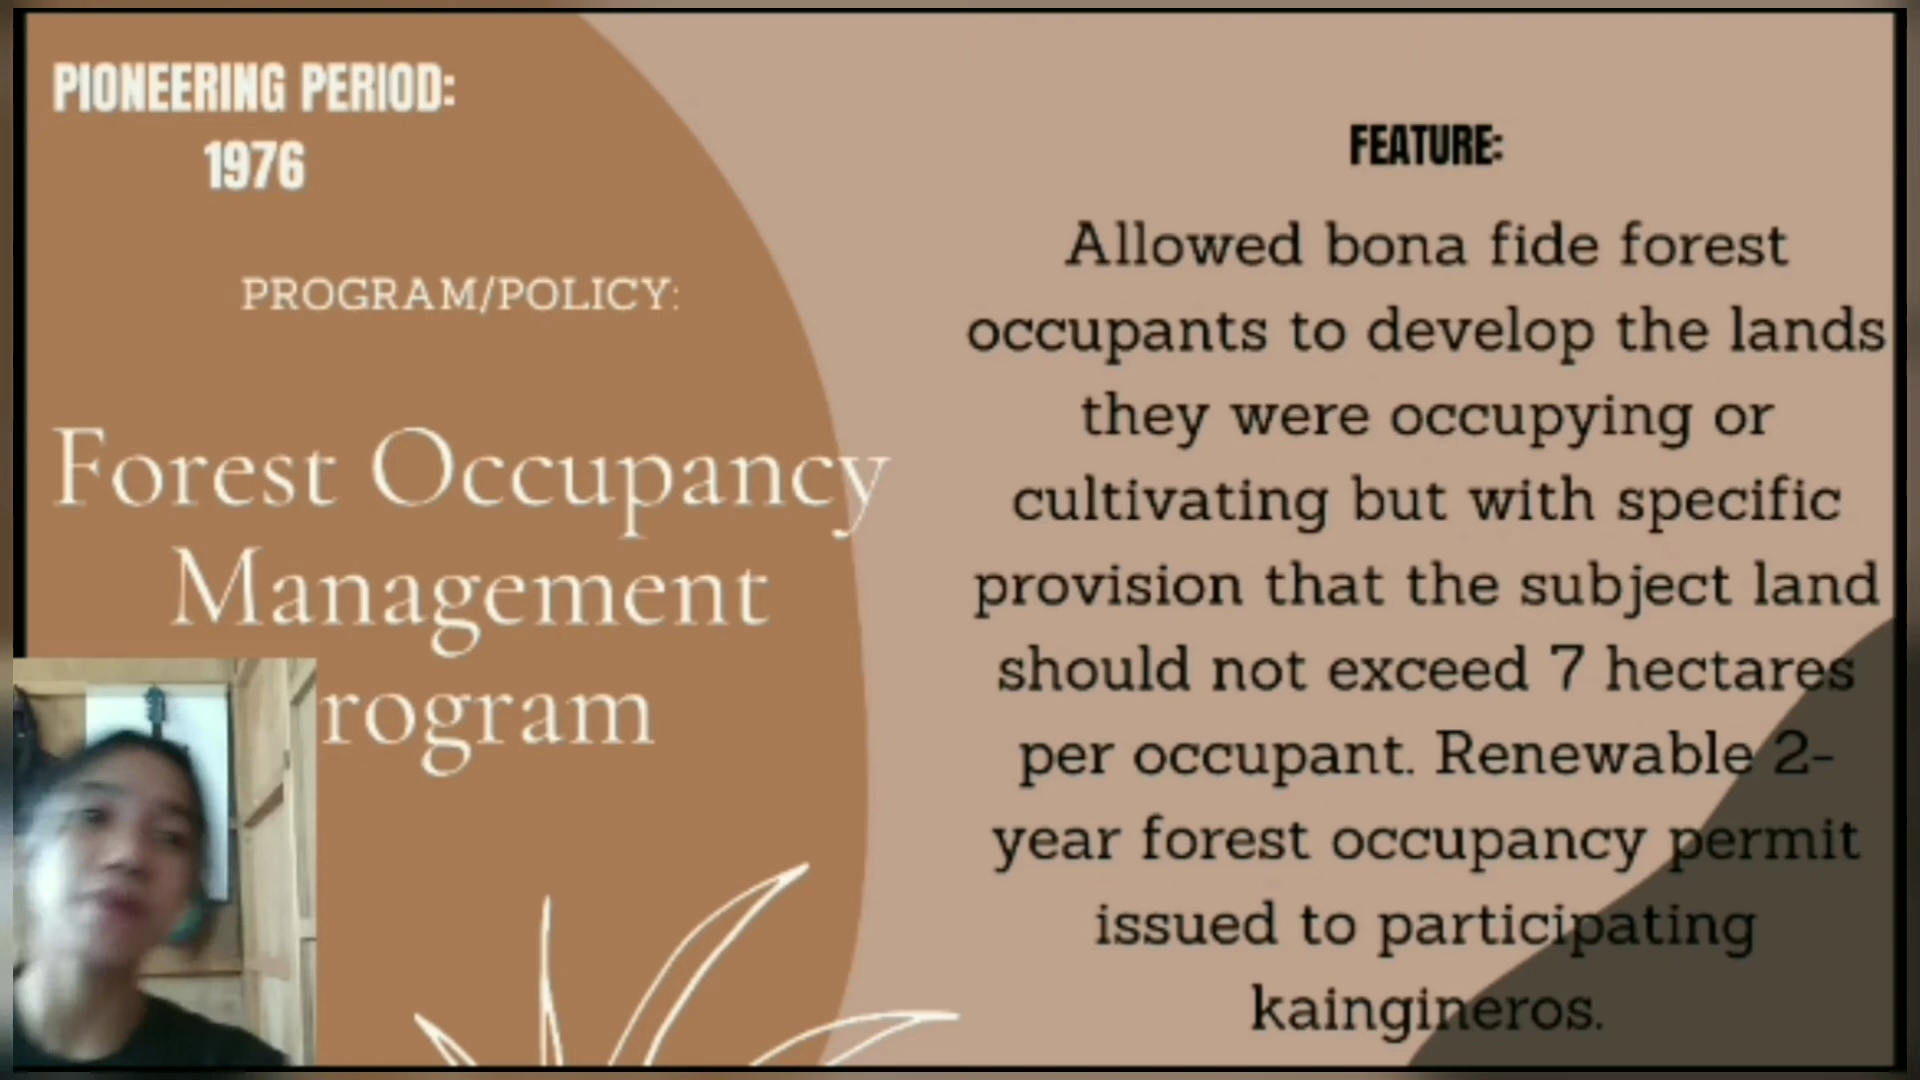 PIONEERING PERIOD:
1976
PROGRAM/POLICY:
Forest Occupancy
Management
rogram
FEATURE:
Allowed bona fide forest
occupants to develop the lands
they were occupying or
cultivating but with specific
provision that the subject land
should not exceed 7 hectares
per occupant. Renewable 2-
year forest occupancy permit
issued to participating
kaingineros.